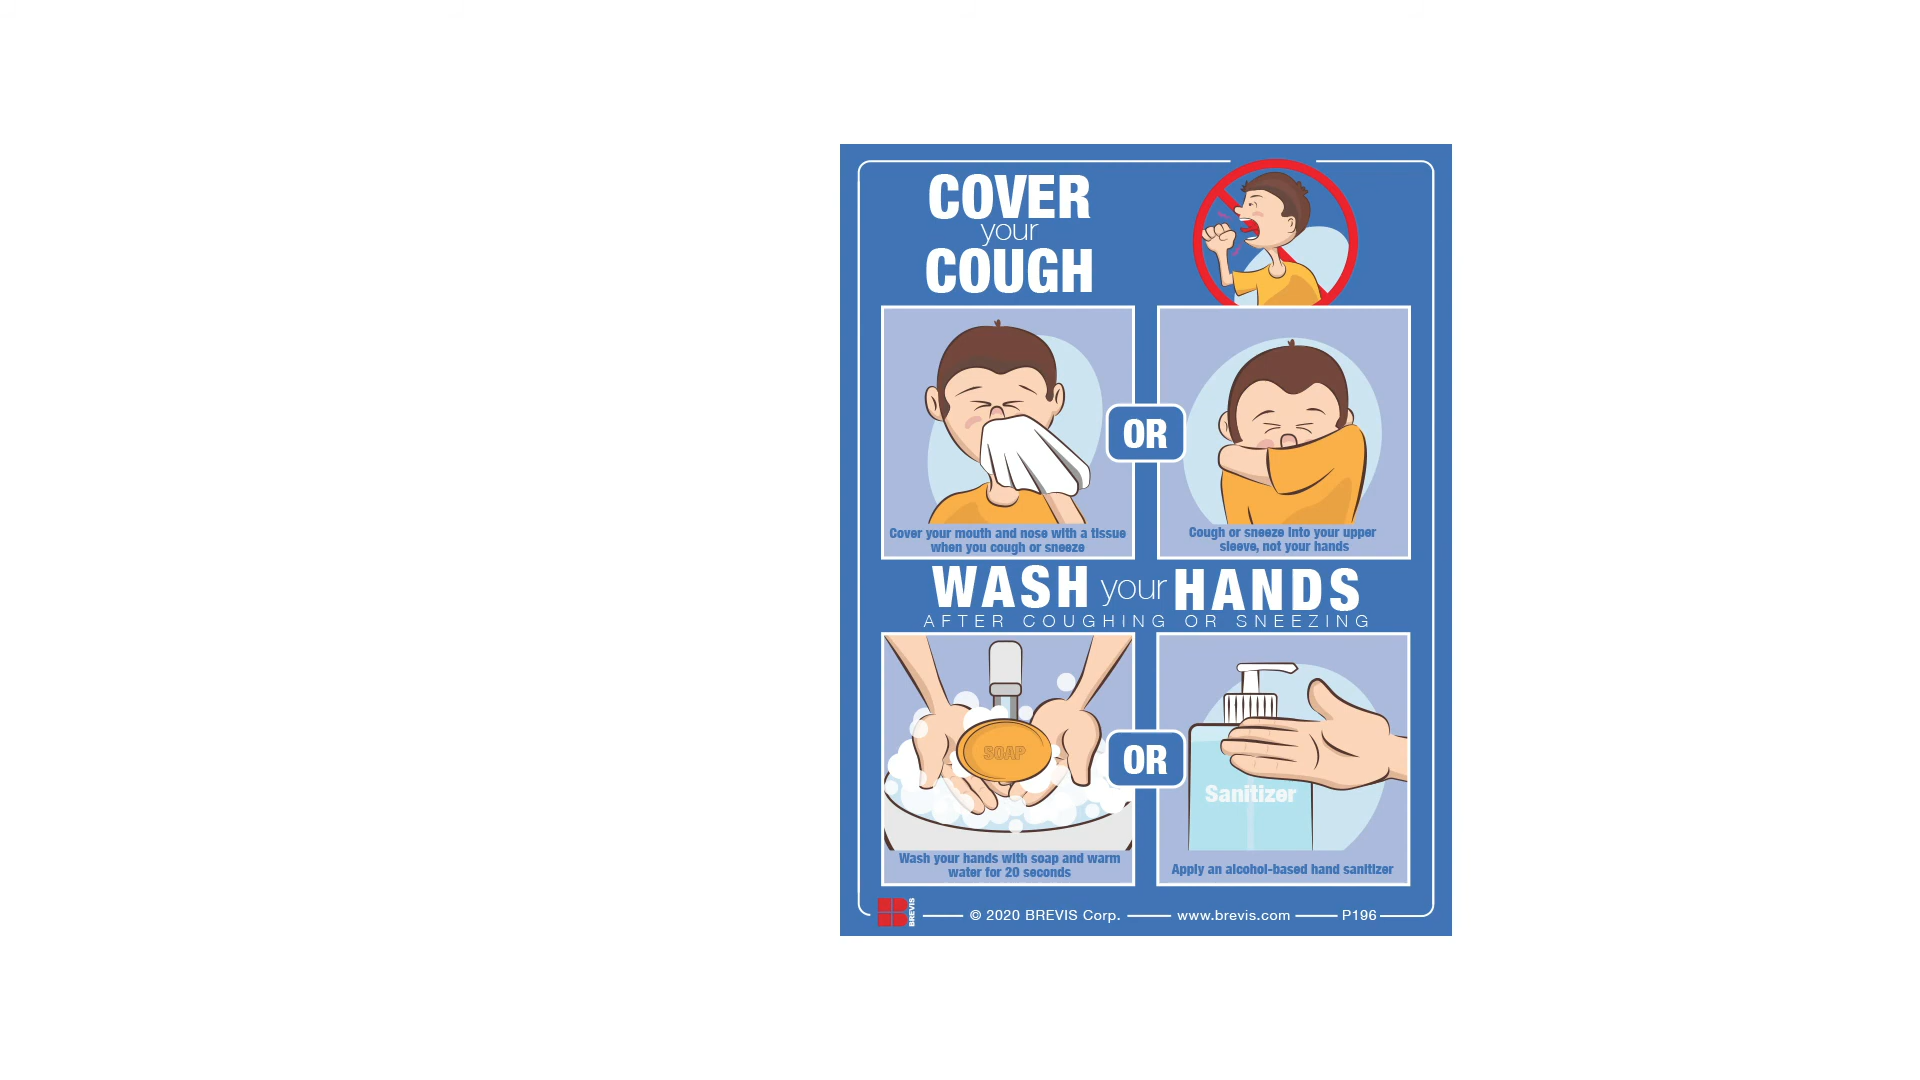 COVER
your
COUGH
OR
Cover your mouth and nose with a tissue
when you cough or sneeze
Cough or sneeze into your upper
sleeve, not your hands
WASH your HANDS
AFTER COUGHING OR SNEEZING
SOAP
OR
Sanitizer
Wash your hands with soap and warm
water for 20 seconds
Apply an alcohol-based hand sanitizer
BREVIS
© 2020 BREVIS Corp. www.brevis.com P196